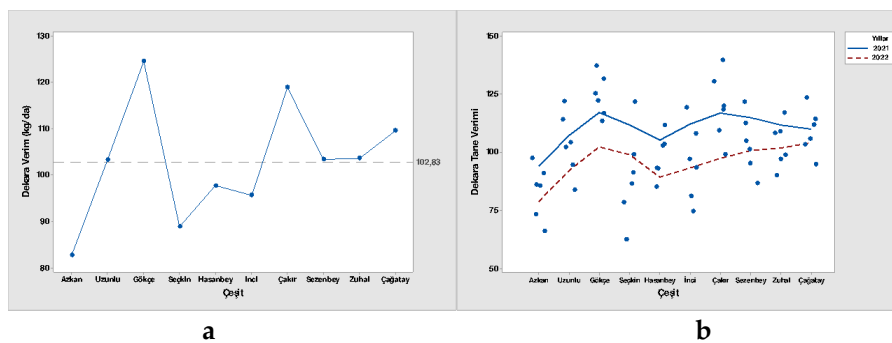 130
120
110
100
90
80
Dekara Verim (kg/da)
102,83
Azkan Uzunlu Gökçe Seçkin Hasanbey Inci Çakır Sezenbey Zuhal Çağatay
Çeşit
a
150
125
100
75
50
Dekara Tane Verimi
Yıllar
2021
2022
Azkan Uzunlu Gökçe Seçkin Hasanbey İnci Çakır Sezenbey Zuhal Çağatay
Çeşit
b